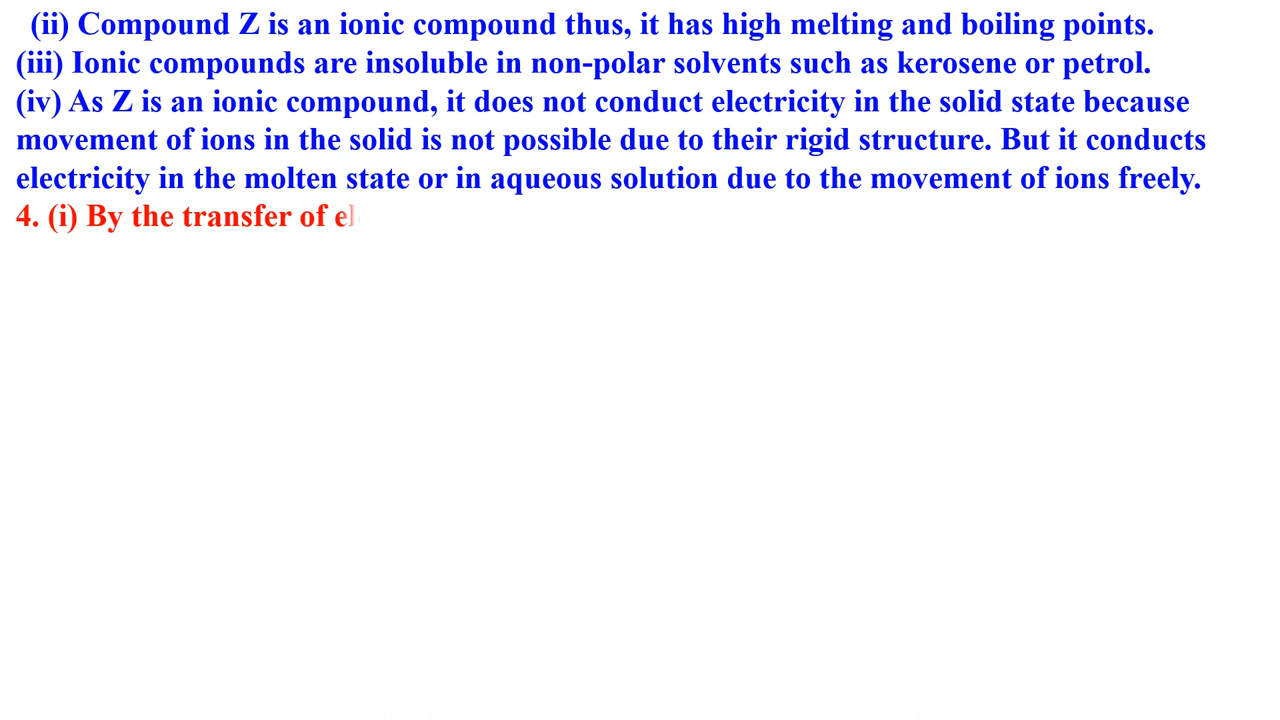 (ii) Compound Z is an ionic compound thus, it has high melting and boiling points.
(iii) Ionic compounds are insoluble in non-polar solvents such as kerosene or petrol.
(iv) As Z is an ionic compound, it does not conduct electricity in the solid state because
movement of ions in the solid is not possible due to their rigid structure. But it conducts
electricity in the molten state or in aqueous solution due to the movement of ions freely.
4. (i) By the transfer of el